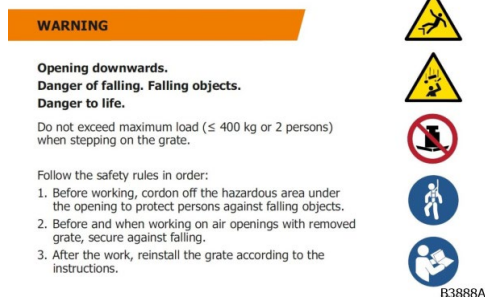 WARNING
Opening downwards.
Danger of falling. Falling objects.
Danger to life.
Do not exceed maximum load (≤ 400 kg or 2 persons)
when stepping on the grate.
Follow the safety rules in order:
1. Before working, cordon off the hazardous area under
the opening to protect persons against falling objects.
2. Before and when working on air openings with removed
grate, secure against falling.
3. After the work, reinstall the grate according to the
instructions.
B3888A